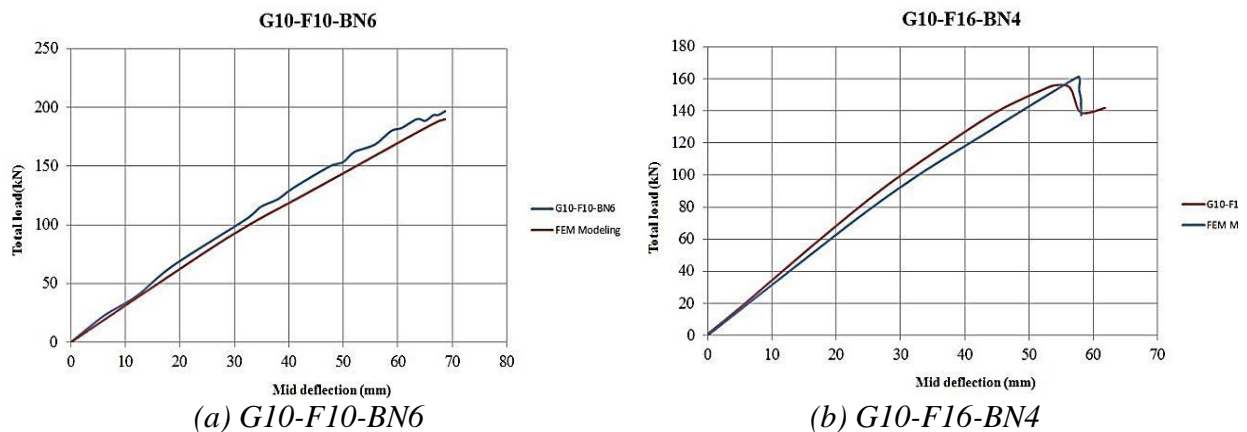 G10-F10-BN6
250
200
150
100
50
0
Total load(kN)
0 10 20 30 40 50 60 70 80
Mid deflection (mm)
G10-F10-BN6
FEM Modeling
(a) G10-F10-BN6
G10-F16-BN4
180
160
140
120
100
80
60
40
20
0
Total load (kN)
0 10 20 30 40 50 60 70
Mid deflection (mm)
G10-F1
FEM M
(b) G10-F16-BN4